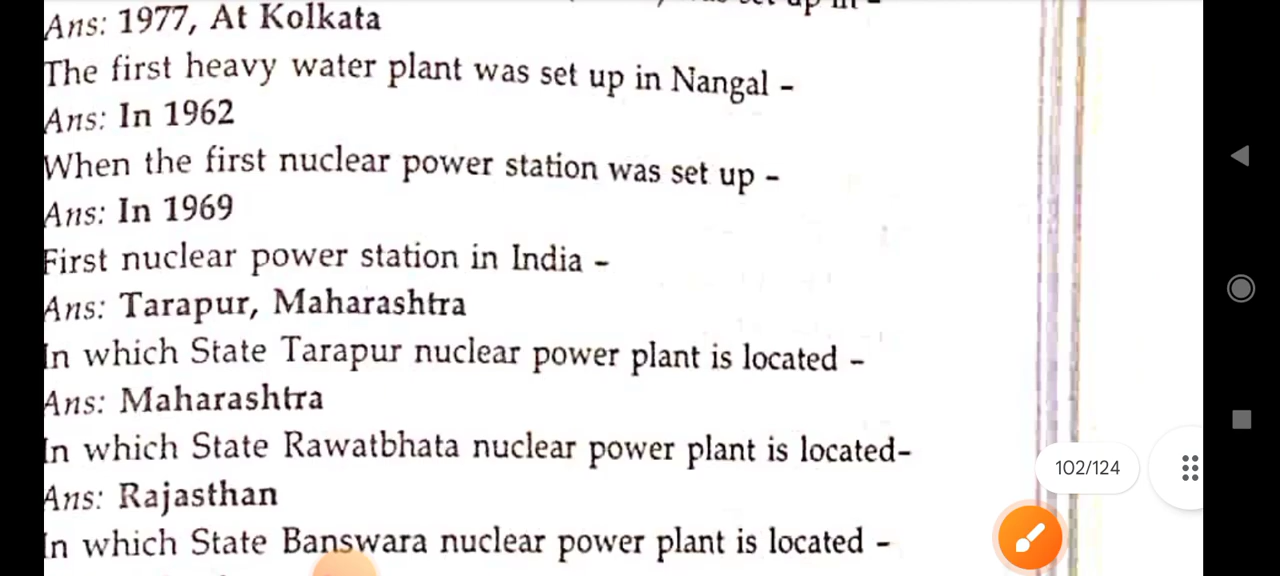 Ans: 1977, At Kolkata
The first heavy water plant was set up in Nangal -
Ans: In 1962
When the first nuclear power station was set up -
Ans: In 1969
First nuclear power station in India -
Ans: Tarapur, Maharashtra
In which State Tarapur nuclear power plant is located -
Ans: Maharashtra
In which State Rawatbhata nuclear power plant is located-
Ans: Rajasthan
In which State Banswara nuclear power plant is located -
102/124